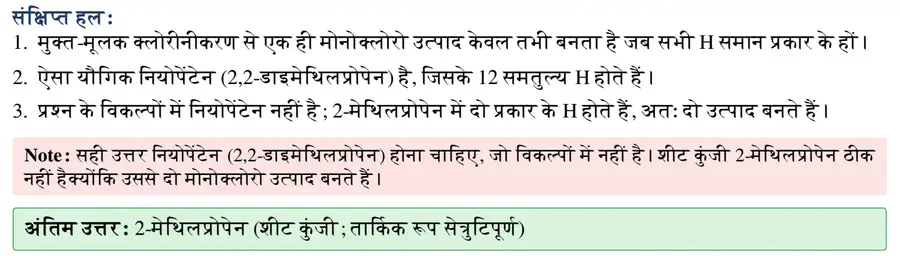 संक्षिप्त हल:
1. मुक्त-मूलक क्लोरीनीकरण से एक ही मोनोक्लोरो उत्पाद केवल तभी बनता है जब सभी H समान प्रकार के हों।
2. ऐसा यौगिक नियोपेंटेन (2,2-डाइमेथिलप्रोपेन) है, जिसके 12 समतुल्य H होते हैं।
3. प्रश्न के विकल्पों में नियोपेंटेन नहीं है; 2-मेथिलप्रोपेन में दो प्रकार के H होते हैं, अतः दो उत्पाद बनते हैं।
Note: सही उत्तर नियोपेंटेन (2,2-डाइमेथिलप्रोपेन) होना चाहिए, जो विकल्पों में नहीं है। शीट कुंजी 2-मेथिलप्रोपेन ठीक
नहीं हैक्योंकि उससे दो मोनोक्लोरो उत्पाद बनते हैं।
अंतिम उत्तर: 2-मेथिलप्रोपेन (शीट कुंजी; तार्किक रूप सेत्रुटिपूर्ण)